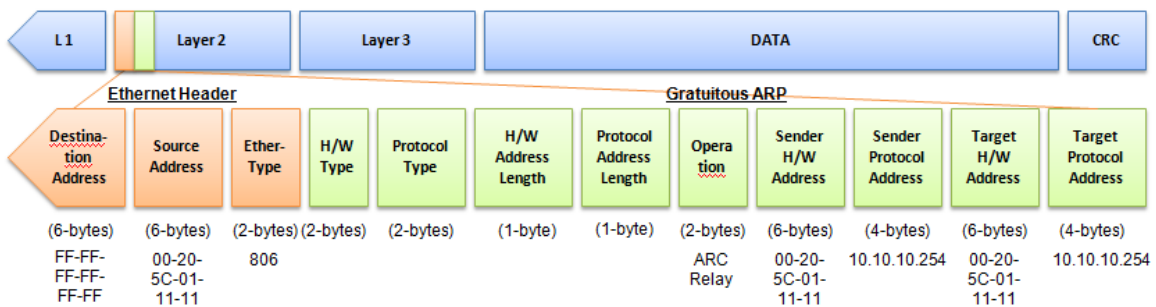 L 1
Layer 2
Layer 3
DATA
CRC
Ethernet Header
Gratuitous ARP
Destina-
tion
Address
Source
Address
Ether-
Type
H/W
Type
Protocol
Type
H/W
Address
Length
Protocol
Address
Length
Opera
tion
Sender
H/W
Address
Sender
Protocol
Address
Target
H/W
Address
Target
Protocol
Address
(6-bytes)
(6-bytes)
(2-bytes)
(2-bytes)
(2-bytes)
(1-byte)
(1-byte)
(2-bytes)
(6-bytes)
(4-bytes)
(6-bytes)
(4-bytes)
FF-FF-
FF-FF-
FF-FF
00-20-
5C-01-
11-11
806
ARC
Relay
00-20-
5C-01-
11-11
10.10.10.254
00-20-
5C-01-
11-11
10.10.10.254